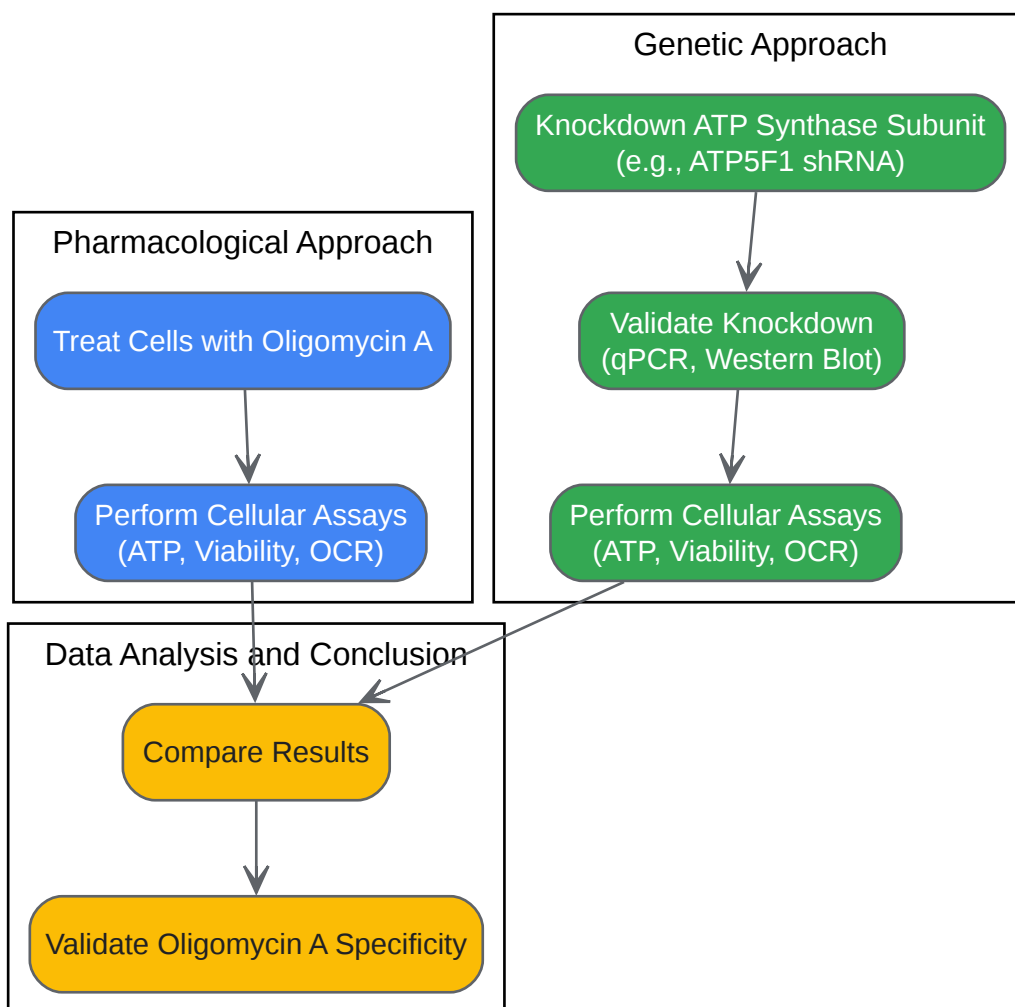 Genetic Approach
Knockdown ATP Synthase Subunit
(e.g., ATP5F1 shRNA)
Pharmacological Approach
Treat Cells with Oligomycin A
Validate Knockdown
(qPCR, Western Blot)
Perform Cellular Assays
(ATP, Viability, OCR)
Perform Cellular Assays
(ATP, Viability, OCR)
Data Analysis and Conclusion
Compare Results
Validate Oligomycin A Specificity